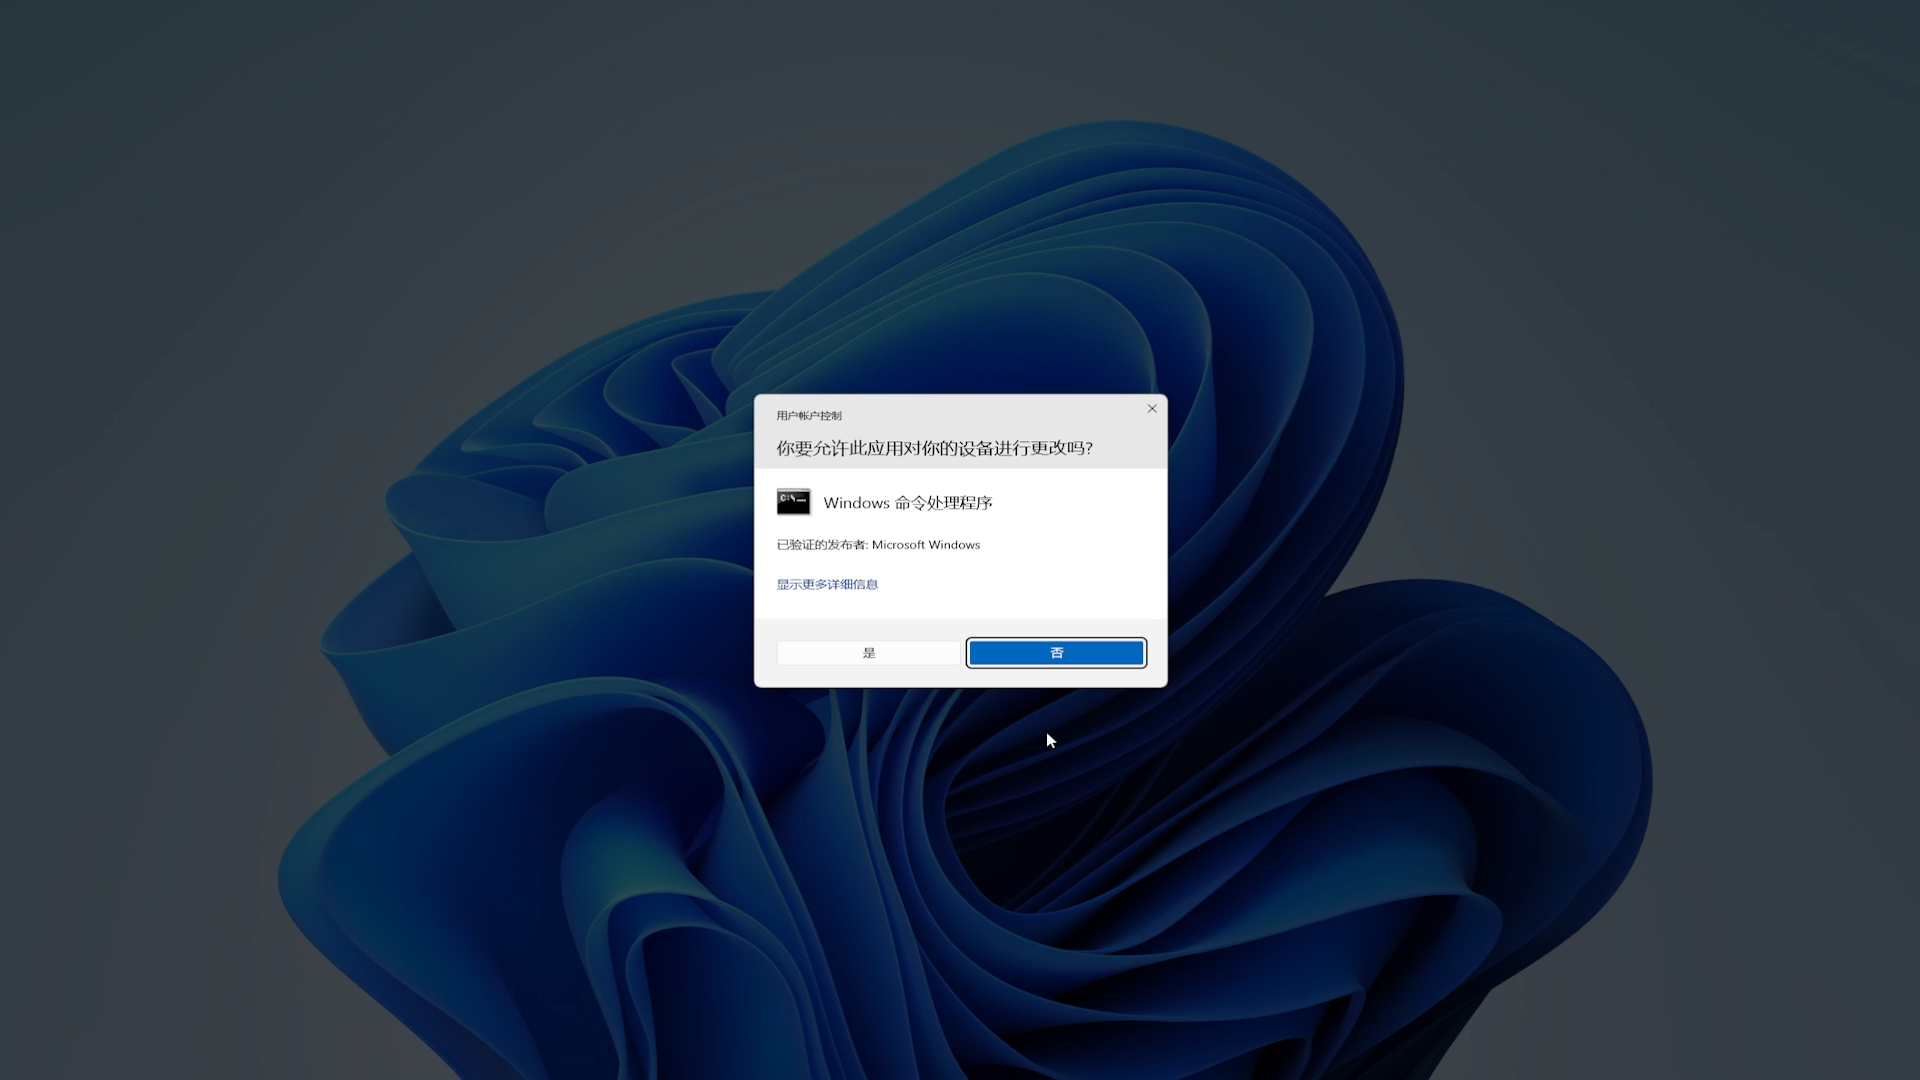 用户帐户控制
你要允许此应用对你的设备进行更改吗?
C:\_
Windows 命令处理程序
已验证的发布者: Microsoft Windows
显示更多详细信息
是
否